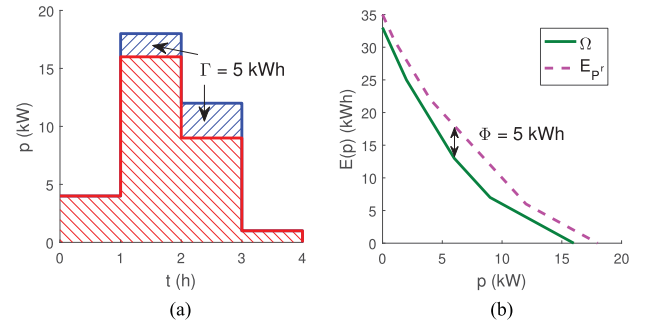 20
15
10
5
0
p (kW)
Γ = 5 kWh
0
1
2
3
4
t (h)
(a)
35
30
25
20
15
10
5
0
E(p) (kWh)
Ω
E_{P^r}
Φ = 5 kWh
0
5
10
15
20
p (kW)
(b)